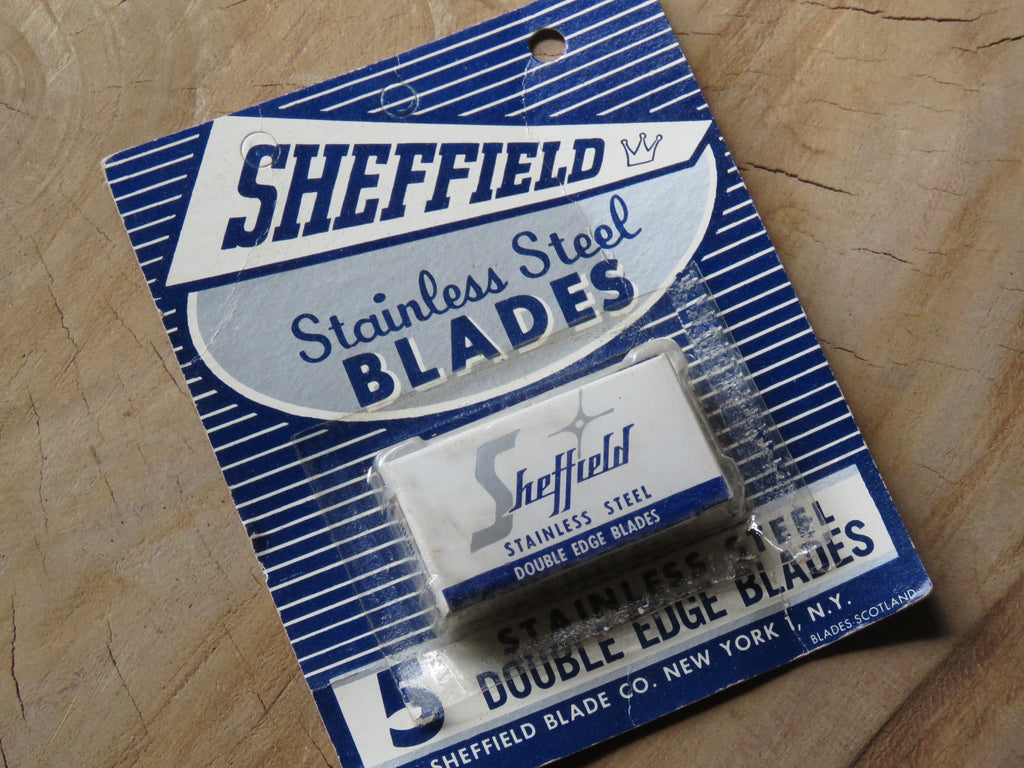 SHEFFIELD
Stainless Steel
BLADES
Sheffield
STAINLESS STEEL
DOUBLE EDGE BLADES
5
STAINLESS STEEL
DOUBLE EDGE BLADES
SHEFFIELD BLADE CO. NEW YORK 1, N.Y.
BLADES-SCOTLAND